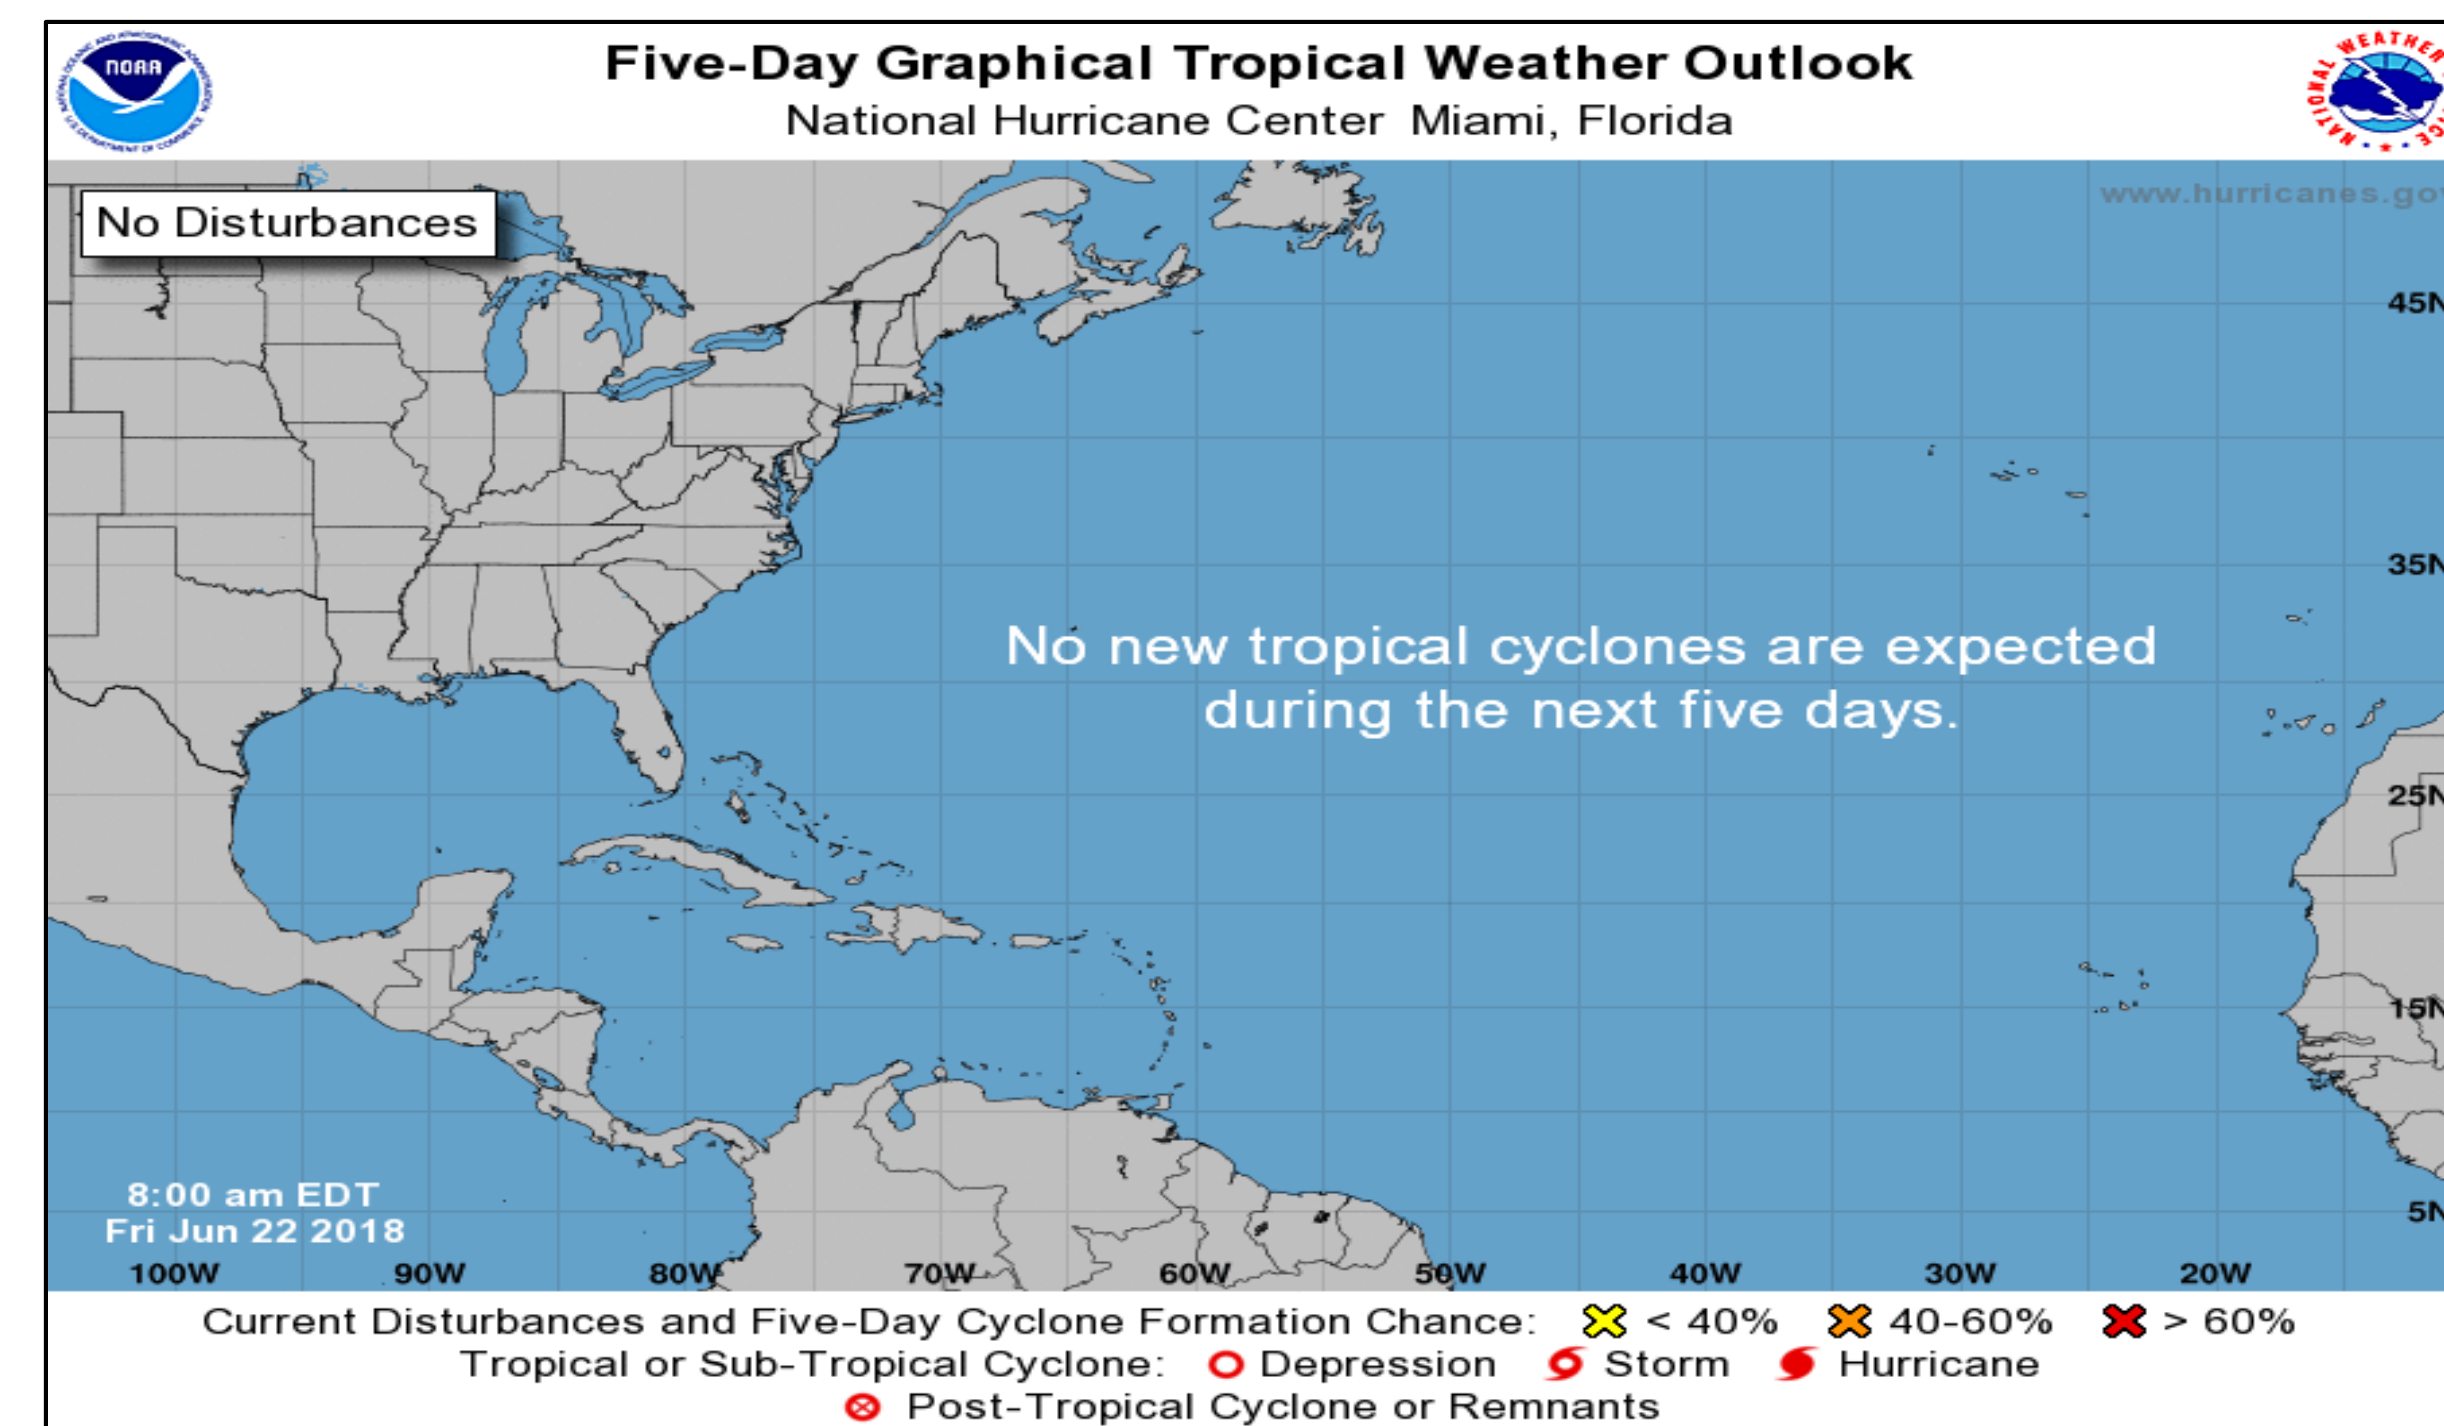 Five-Day Graphical Tropical Weather Outlook
National Hurricane Center Miami, Florida
NOAA
NATIONAL WEATHER
No Disturbances
www.hurricanes.gov
45N
35N
No new tropical cyclones are expected
during the next five days.
25N
15N
8:00 am EDT
Fri Jun 22 2018
5N
100W 90W 80W 70W 60W 50W 40W 30W 20W
Current Disturbances and Five-Day Cyclone Formation Chance: < 40% 40-60% > 60%
Tropical or Sub-Tropical Cyclone: Depression Storm Hurricane
Post-Tropical Cyclone or Remnants